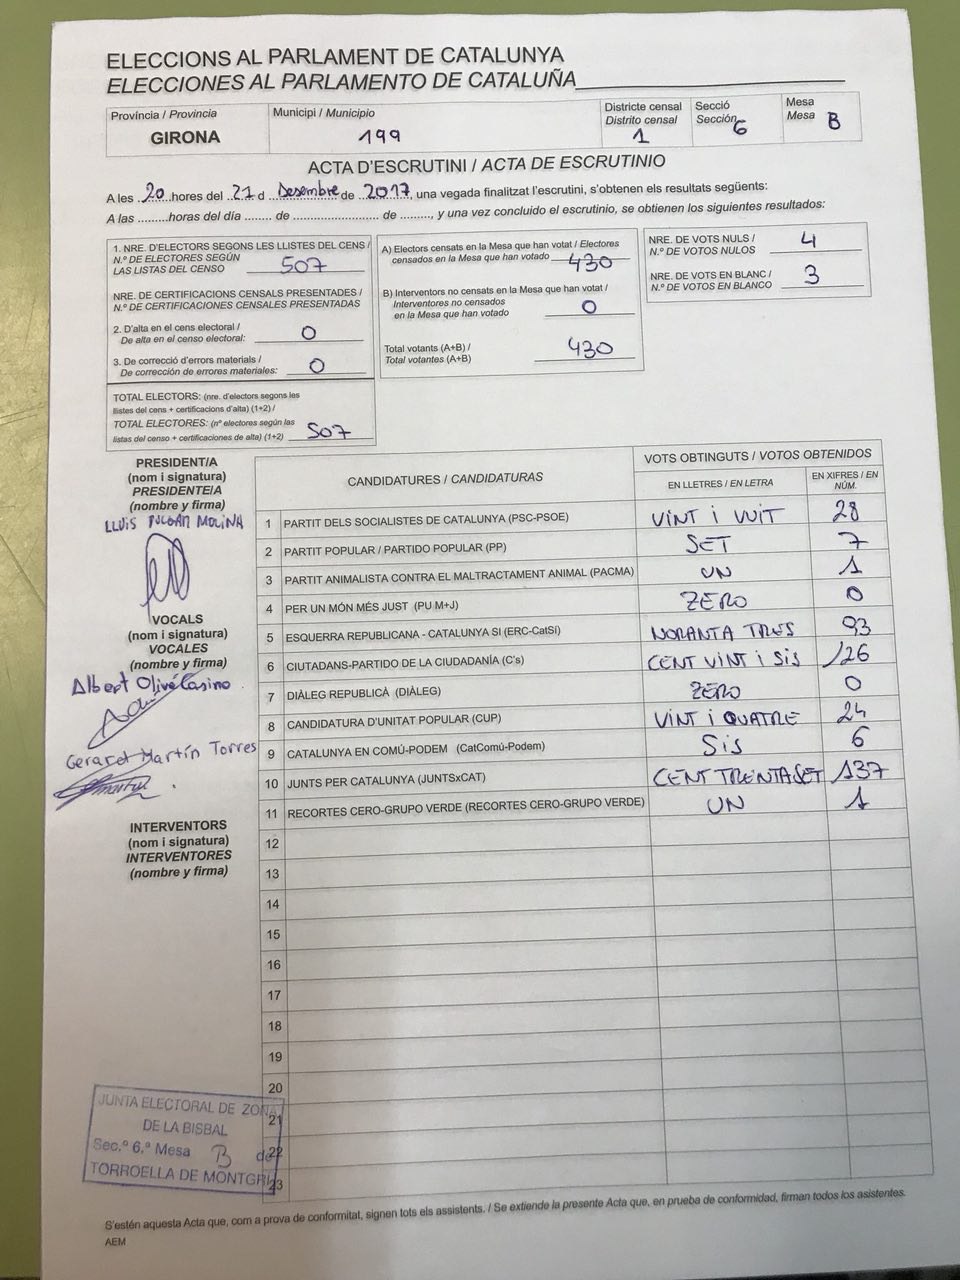 ELECCIONS AL PARLAMENT DE CATALUNYA
ELECCIONES AL PARLAMENTO DE CATALUÑA
Província / Provincia
GIRONA
Municipi / Municipio
199
Districte censal
Distrito censal
1
Secció
Sección
6
Mesa
Mesa B
ACTA D'ESCRUTINI / ACTA DE ESCRUTINIO
A les 20 hores del 21 d Desembre de 2017, una vegada finalitzat l'escrutini, s'obtenen els resultats següents:
A las .........horas del día ....... de ...................... de ........, y una vez concluido el escrutinio, se obtienen los siguientes resultados:
1. NRE. D'ELECTORS SEGONS LES LLISTES DEL CENS /
N.º DE ELECTORES SEGÚN
LAS LISTAS DEL CENSO 507
NRE. DE CERTIFICACIONS CENSALS PRESENTADES /
N.º DE CERTIFICACIONES CENSALES PRESENTADAS
2. D'alta en el cens electoral /
De alta en el censo electoral: 0
3. De correcció d'errors materials /
De corrección de errores materiales: 0
TOTAL ELECTORS: (nre. d'electors segons les
llistes del cens + certificacions d'alta) (1+2) /
TOTAL ELECTORES: (nº electores según las
listas del censo + certificaciones de alta) (1+2) 507
A) Electors censats en la Mesa que han votat / Electores
censados en la Mesa que han votado 430
B) Interventors no censats en la Mesa que han votat /
Interventores no censados
en la Mesa que han votado 0
Total votants (A+B) /
Total votantes (A+B) 430
NRE. DE VOTS NULS /
N.º DE VOTOS NULOS 4
NRE. DE VOTS EN BLANC /
N.º DE VOTOS EN BLANCO 3
PRESIDENT/A
(nom i signatura)
PRESIDENTE/A
(nombre y firma)
LLUIS MOLINA
VOCALS
(nom i signatura)
VOCALES
(nombre y firma)
Albert Olivé Casino
Gerard Martín Torres
INTERVENTORS
(nom i signatura)
INTERVENTORES
(nombre y firma)
CANDIDATURES / CANDIDATURAS
VOTS OBTINGUTS / VOTOS OBTENIDOS
EN LLETRES / EN LETRA
EN XIFRES / EN
NÚM.
1 PARTIT DELS SOCIALISTES DE CATALUNYA (PSC-PSOE) VINT I VUIT 28
2 PARTIT POPULAR / PARTIDO POPULAR (PP) SET 7
3 PARTIT ANIMALISTA CONTRA EL MALTRACTAMENT ANIMAL (PACMA) UN 1
4 PER UN MÓN MÉS JUST (PU M+J) ZERO 0
5 ESQUERRA REPUBLICANA - CATALUNYA SI (ERC-CatSí) NORANTA TRES 93
6 CIUTADANS-PARTIDO DE LA CIUDADANÍA (C's) CENT VINT I SIS 126
7 DIÀLEG REPUBLICÀ (DIÀLEG) ZERO 0
8 CANDIDATURA D'UNITAT POPULAR (CUP) VINT I QUATRE 24
9 CATALUNYA EN COMÚ-PODEM (CatComú-Podem) SIS 6
10 JUNTS PER CATALUNYA (JUNTSxCAT) CENT TRENTA SET 137
11 RECORTES CERO-GRUPO VERDE (RECORTES CERO-GRUPO VERDE) UN 1
12
13
14
15
16
17
18
19
20
21
22
23
JUNTA ELECTORAL DE ZONA
DE LA BISBAL
Sec.ª 6.ª Mesa B de
TORROELLA DE MONTGRI
S'estén aquesta Acta que, com a prova de conformitat, signen tots els assistents. / Se extiende la presente Acta que, en prueba de conformidad, firman todos los asistentes.
AEM